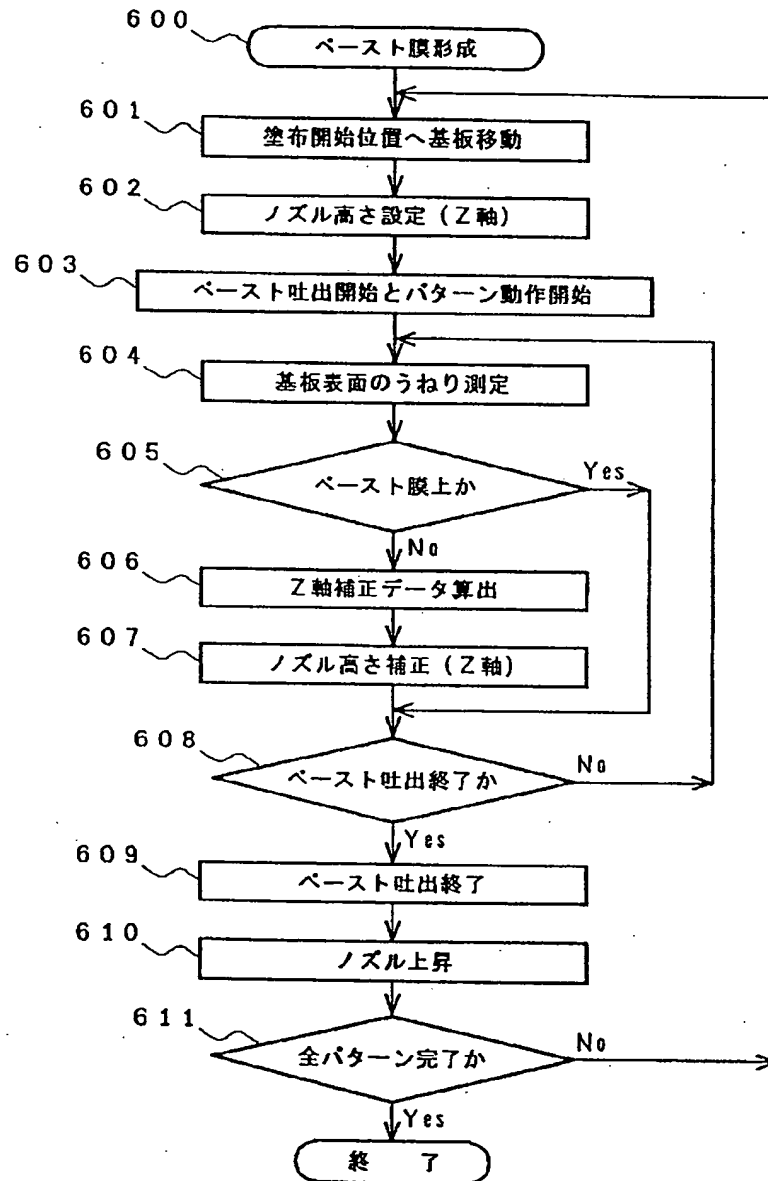 600
ペースト膜形成
601
塗布開始位置へ基板移動
602
ノズル高さ設定(Z軸)
603
ペースト吐出開始とパターン動作開始
604
基板表面のうねり測定
605
ペースト膜上か
Yes
No
606
Z軸補正データ算出
607
ノズル高さ補正(Z軸)
608
ペースト吐出終了か
No
Yes
609
ペースト吐出終了
610
ノズル上昇
611
全パターン完了か
No
Yes
終 了